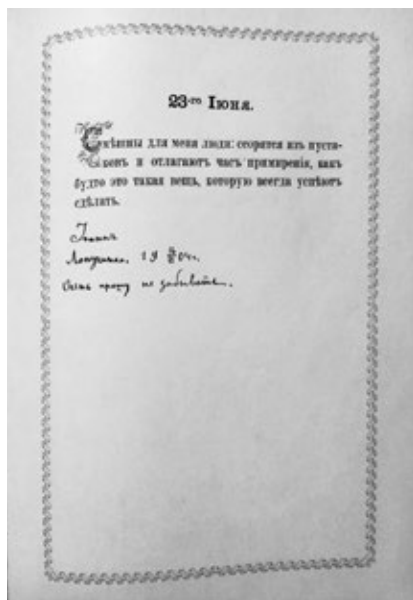 23-го Іюня.
Смѣшны для меня люди: ссорятся изъ пустя-
ковъ и отлагаютъ часъ примиренія, какъ
будто это такая вещь, которую всегда успѣютъ
сдѣлать.
19
Очень прошу не забывайте.